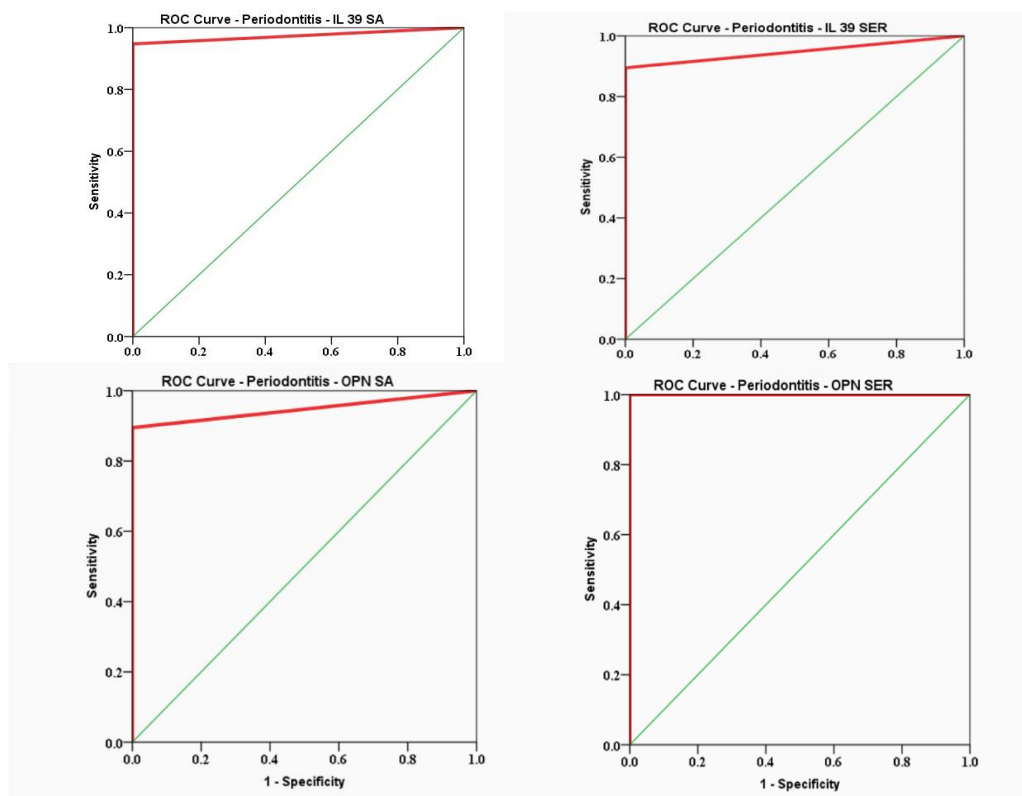 ROC Curve - Periodontitis - IL 39 SA
1.0
0.8
0.6
0.4
0.2
0.0
Sensitivity
0.0 0.2 0.4 0.6 0.8 1.0
ROC Curve - Periodontitis - IL 39 SER
1.0
0.8
0.6
0.4
0.2
0.0
Sensitivity
0.0 0.2 0.4 0.6 0.8 1.0
ROC Curve - Periodontitis - OPN SA
1.0
0.8
0.6
0.4
0.2
0.0
Sensitivity
0.0 0.2 0.4 0.6 0.8 1.0
1 - Specificity
ROC Curve - Periodontitis - OPN SER
1.0
0.8
0.6
0.4
0.2
0.0
Sensitivity
0.0 0.2 0.4 0.6 0.8 1.0
1 - Specificity